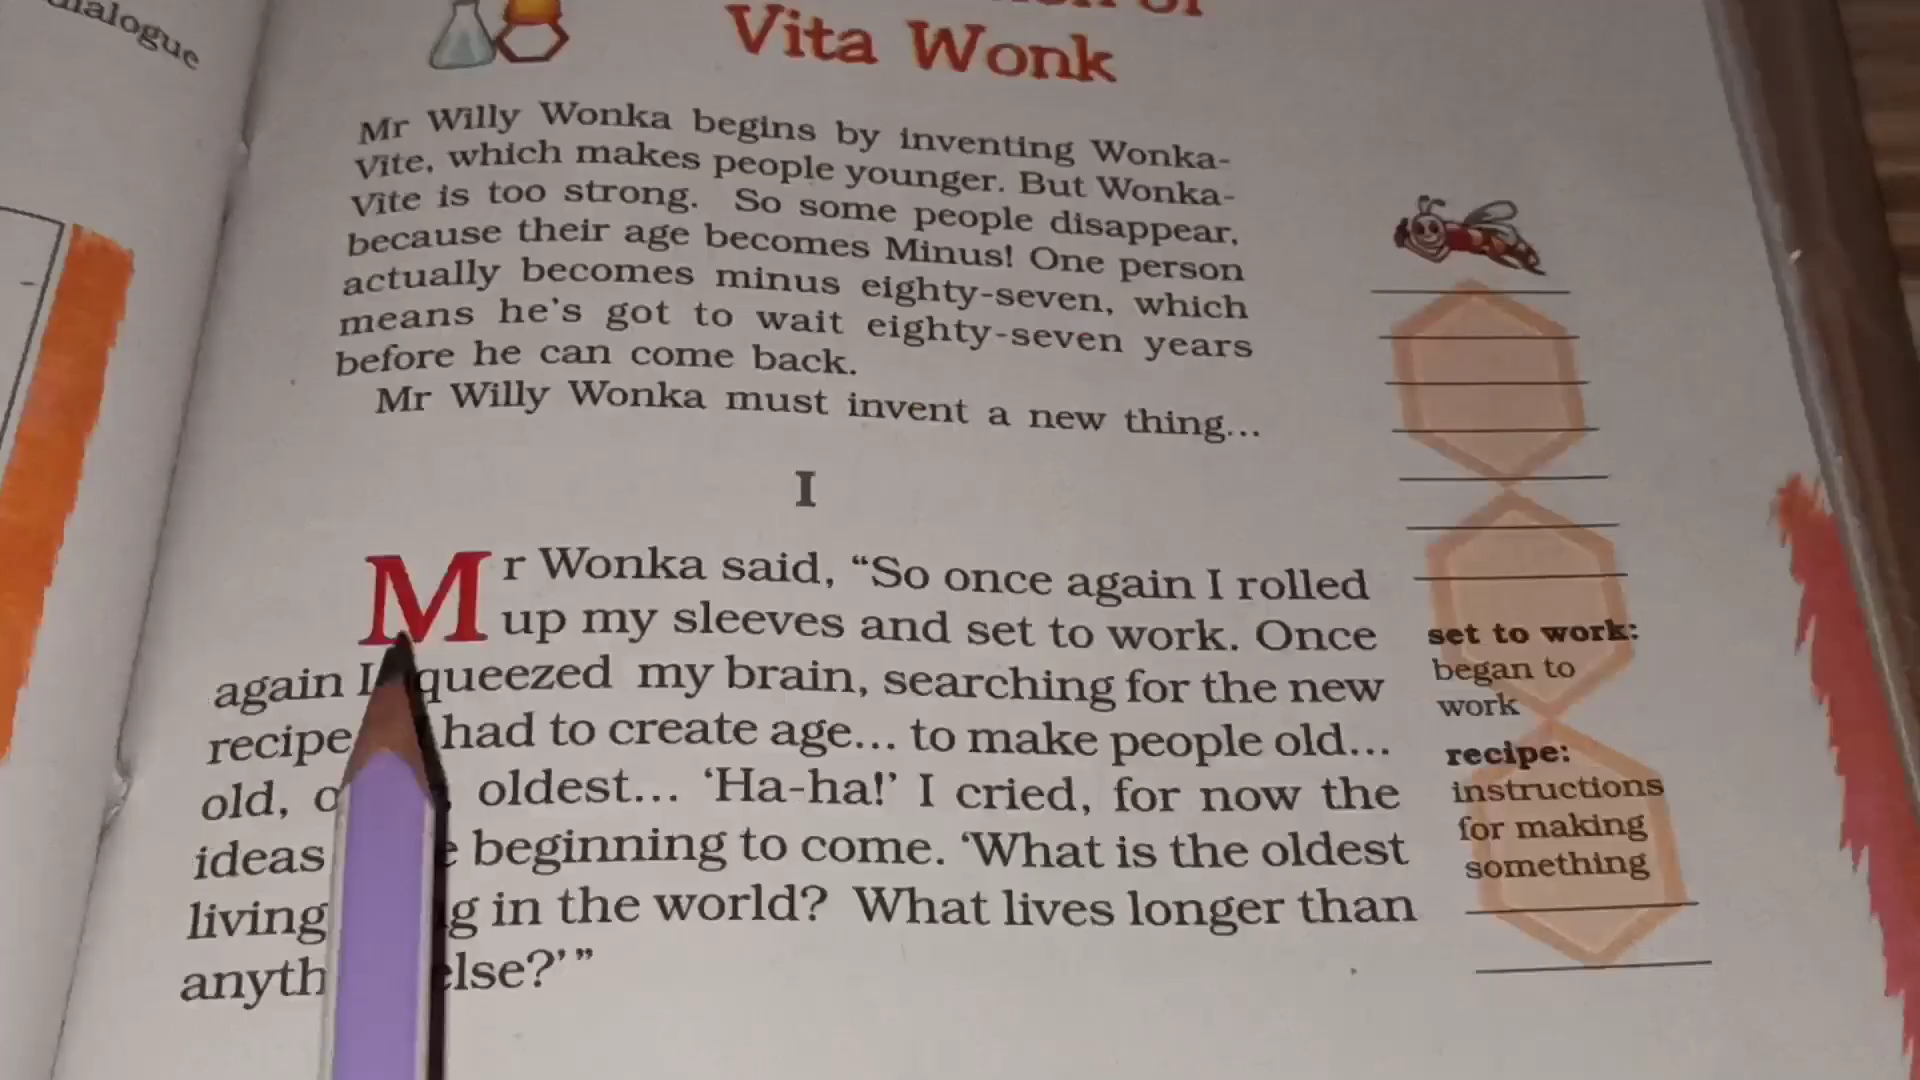 dialogue
of
Vita Wonk
Mr Willy Wonka begins by inventing Wonka-
Vite, which makes people younger. But Wonka-
Vite is too strong. So some people disappear,
because their age becomes Minus! One person
actually becomes minus eighty-seven, which
means he's got to wait eighty-seven years
before he can come back.
Mr Willy Wonka must invent a new thing...
I
Mr Wonka said, “So once again I rolled
up my sleeves and set to work. Once
again I squeezed my brain, searching for the new
recipe had to create age... to make people old...
old, oldest... ‘Ha-ha!’ I cried, for now the
ideas beginning to come. ‘What is the oldest
living in the world? What lives longer than
else?’”
set to work:
began to
work
recipe:
instructions
for making
something